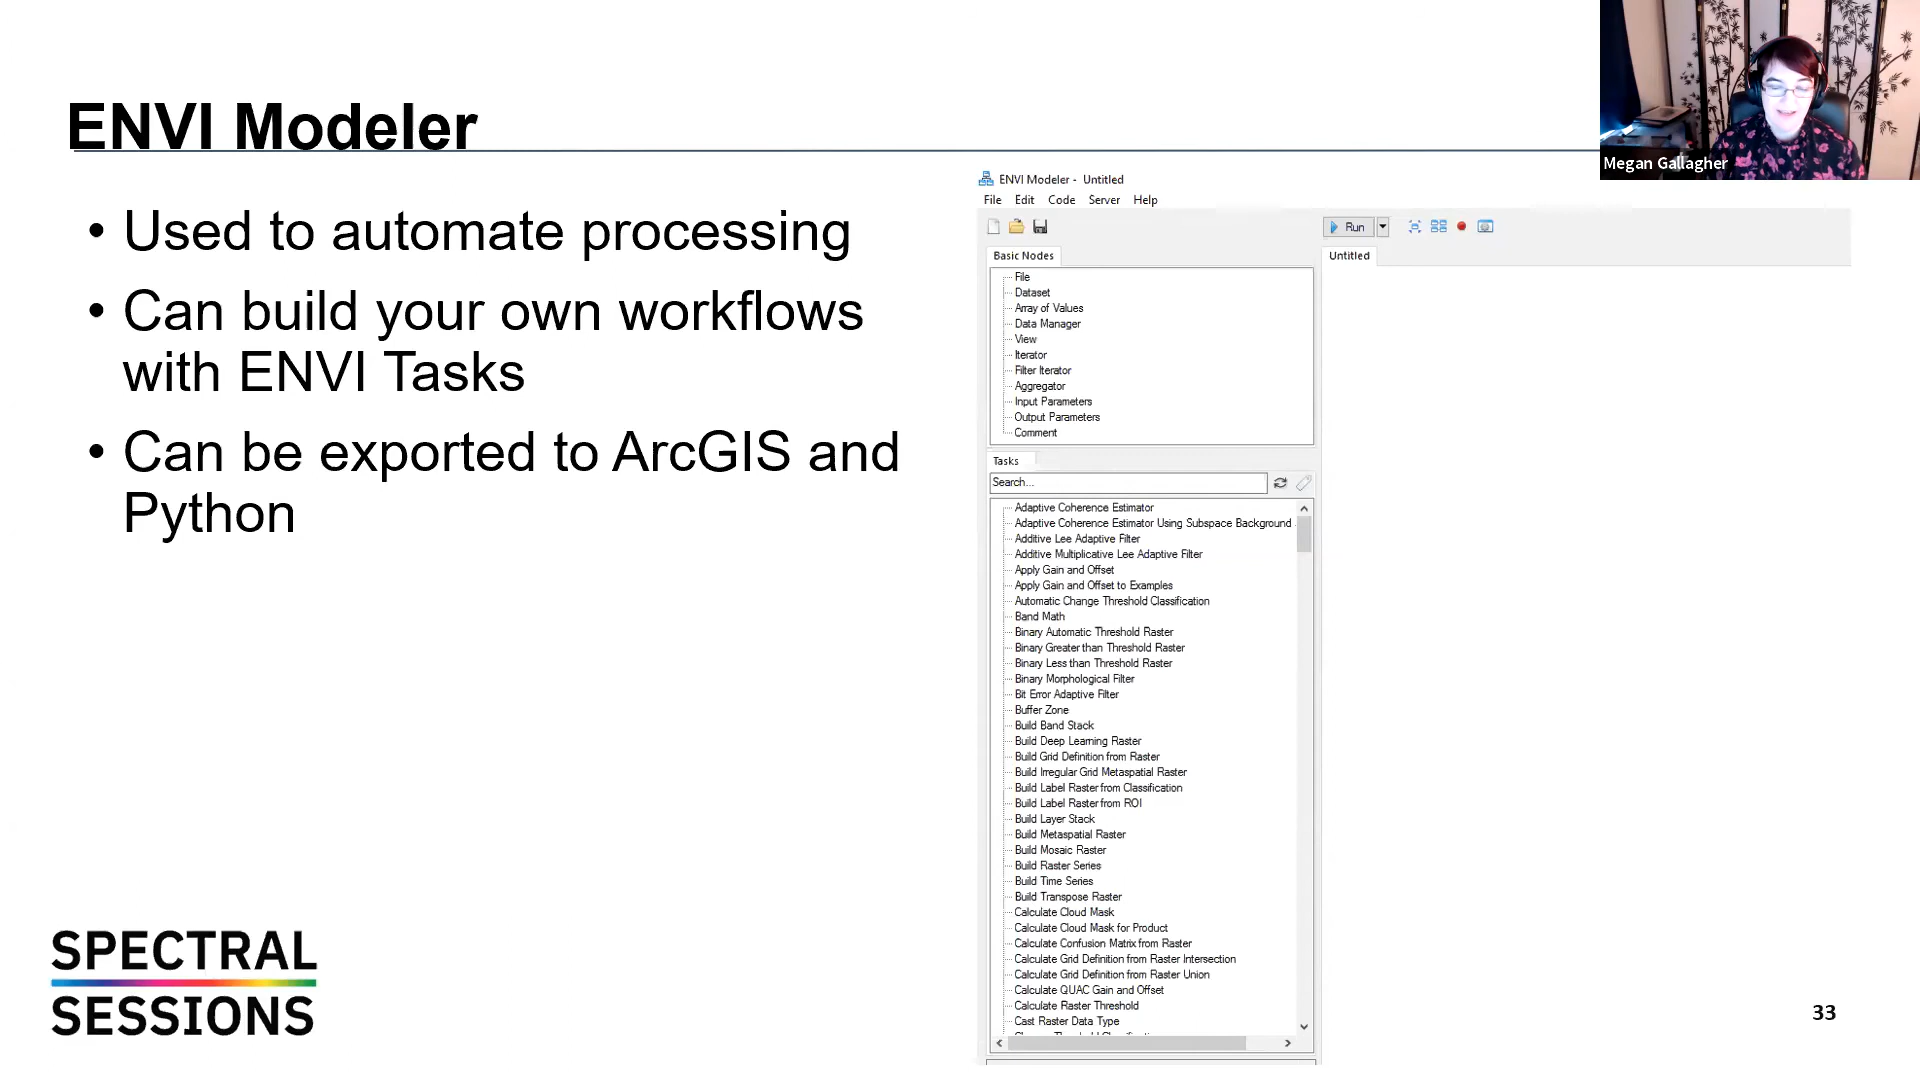 ENVI Modeler
• Used to automate processing
• Can build your own workflows
with ENVI Tasks
• Can be exported to ArcGIS and
Python
SPECTRAL
SESSIONS
Megan Gallagher
ENVI Modeler - Untitled
File Edit Code Server Help
Run
Basic Nodes
Untitled
File
Dataset
Array of Values
Data Manager
View
Iterator
Filter Iterator
Aggregator
Input Parameters
Output Parameters
Comment
Tasks
Search...
Adaptive Coherence Estimator
Adaptive Coherence Estimator Using Subspace Background
Additive Lee Adaptive Filter
Additive Multiplicative Lee Adaptive Filter
Apply Gain and Offset
Apply Gain and Offset to Examples
Automatic Change Threshold Classification
Band Math
Binary Automatic Threshold Raster
Binary Greater than Threshold Raster
Binary Less than Threshold Raster
Binary Morphological Filter
Bit Error Adaptive Filter
Buffer Zone
Build Band Stack
Build Deep Learning Raster
Build Grid Definition from Raster
Build Irregular Grid Metaspatial Raster
Build Label Raster from Classification
Build Label Raster from ROI
Build Layer Stack
Build Metaspatial Raster
Build Mosaic Raster
Build Raster Series
Build Time Series
Build Transpose Raster
Calculate Cloud Mask
Calculate Cloud Mask for Product
Calculate Confusion Matrix from Raster
Calculate Grid Definition from Raster Intersection
Calculate Grid Definition from Raster Union
Calculate QUAC Gain and Offset
Calculate Raster Threshold
Cast Raster Data Type
33